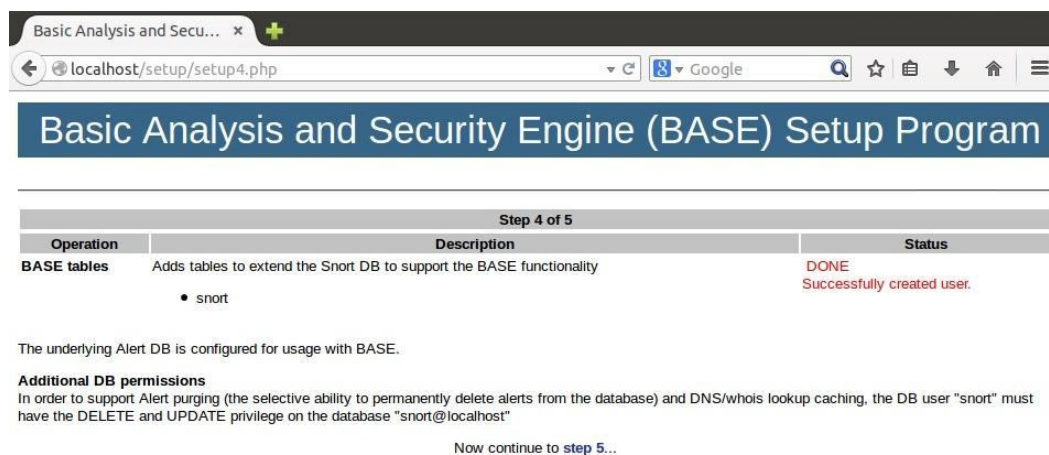 Basic Analysis and Secu... ×
localhost/setup/setup4.php
8 Google
Basic Analysis and Security Engine (BASE) Setup Program
Step 4 of 5
Operation Description Status
BASE tables Adds tables to extend the Snort DB to support the BASE functionality DONE
Successfully created user.
• snort
The underlying Alert DB is configured for usage with BASE.
Additional DB permissions
In order to support Alert purging (the selective ability to permanently delete alerts from the database) and DNS/whois lookup caching, the DB user "snort" must
have the DELETE and UPDATE privilege on the database "snort@localhost"
Now continue to step 5...